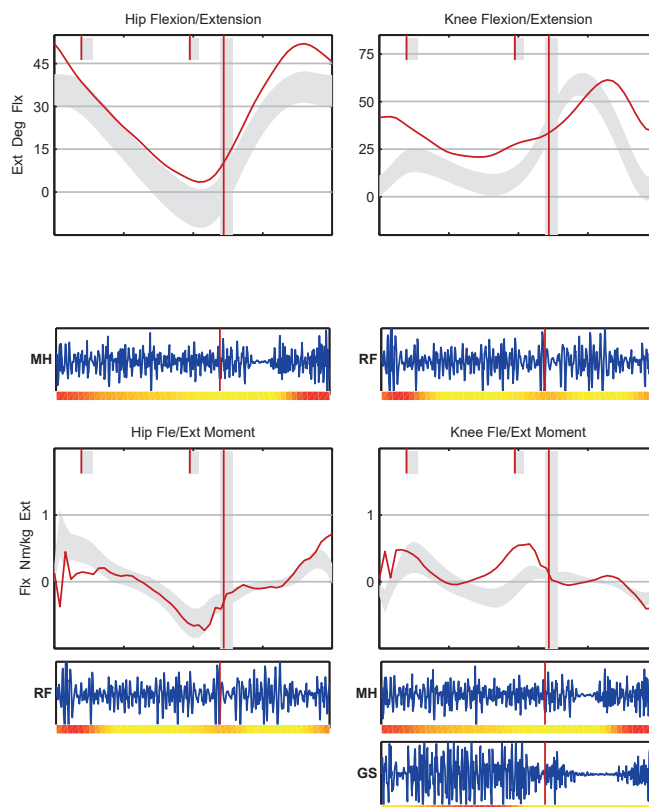 Hip Flexion/Extension
Knee Flexion/Extension
Ext Deg Flx
45
30
15
0
75
50
25
0
MH
RF
Hip Fle/Ext Moment
Knee Fle/Ext Moment
Flx Nm/kg Ext
1
0
1
0
RF
MH
GS